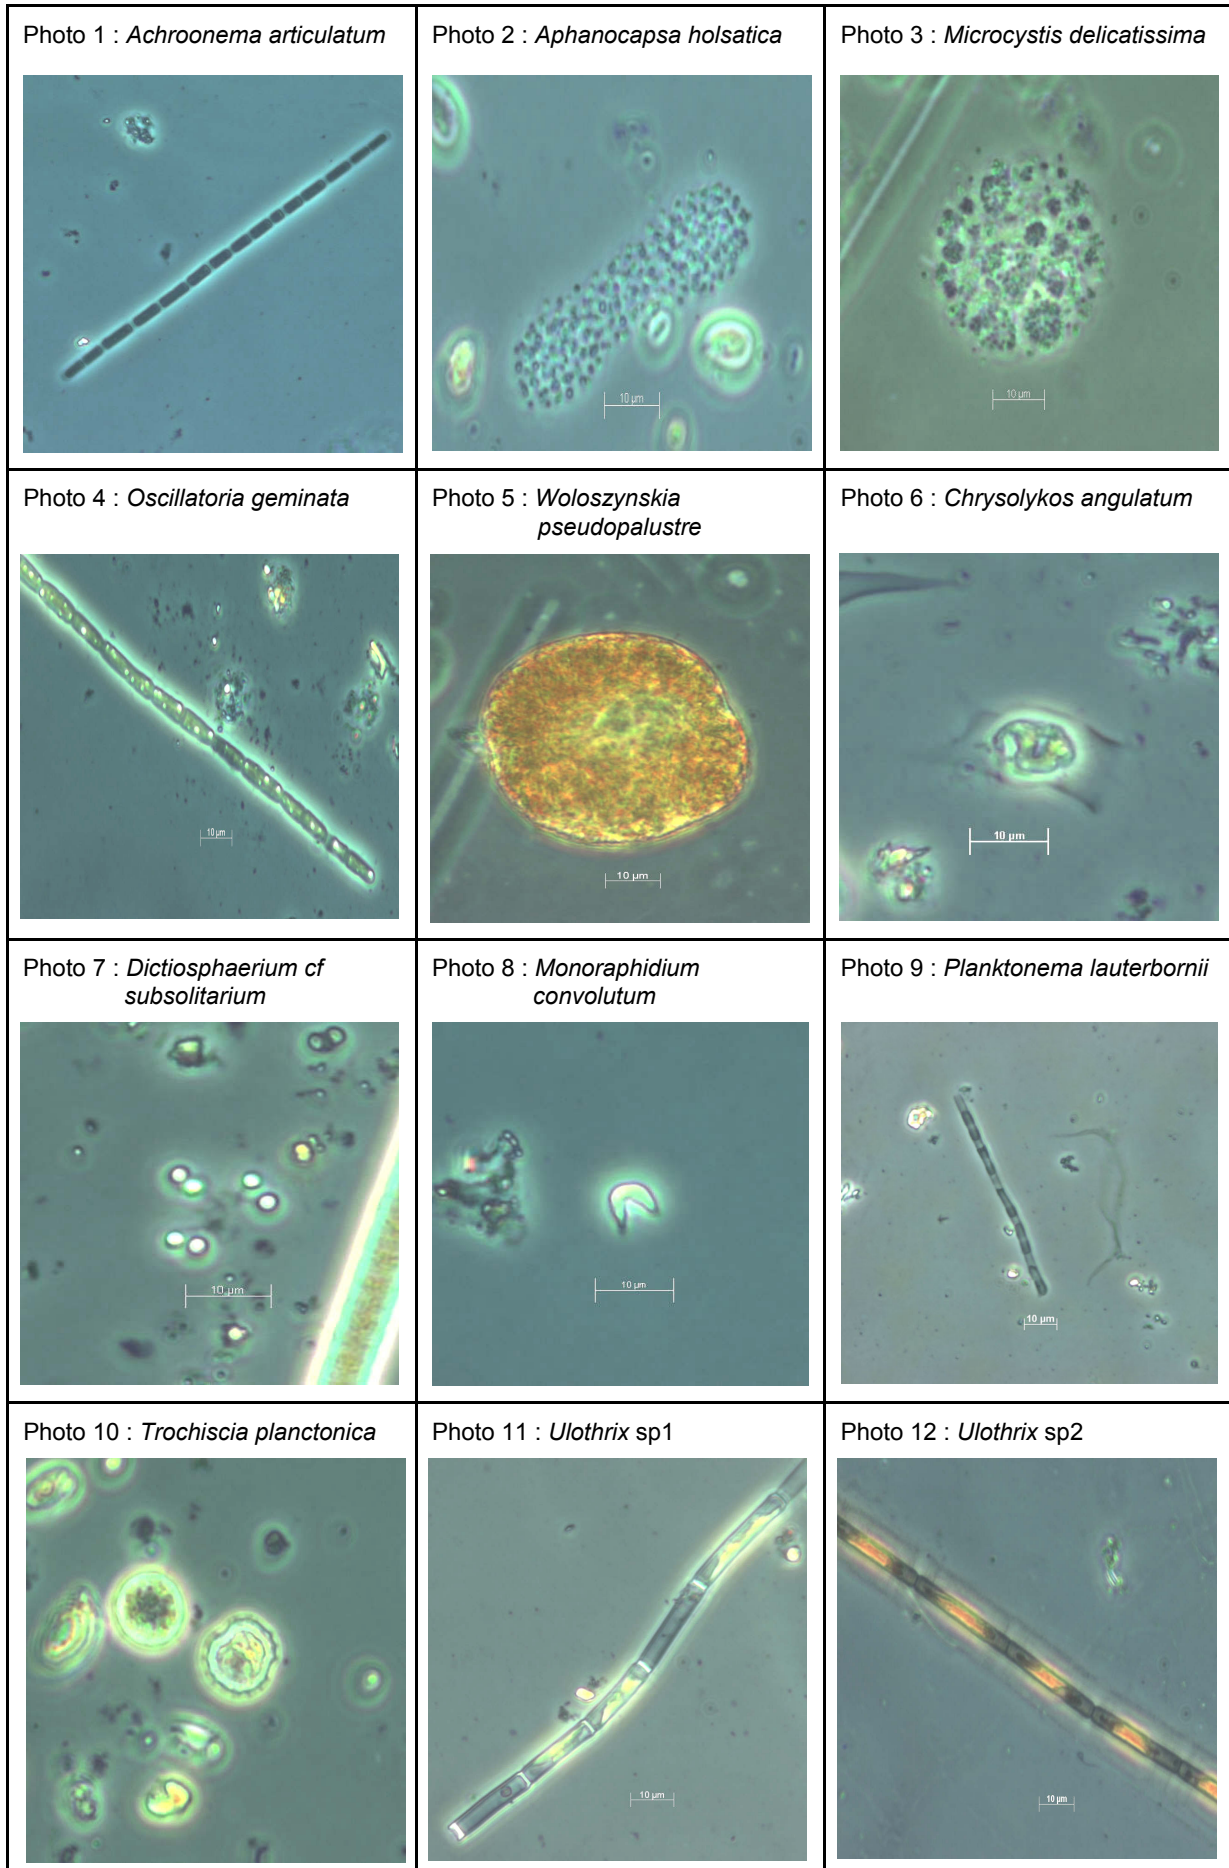 Photo 1 : Achroonema articulatum
Photo 2 : Aphanocapsa holsatica
10 µm
Photo 3 : Microcystis delicatissima
10 µm
Photo 4 : Oscillatoria geminata
10 µm
Photo 5 : Woloszynskia
pseudopalustre
10 µm
Photo 6 : Chrysolykos angulatum
10 µm
Photo 7 : Dictiosphaerium cf
subsolitarium
10 µm
Photo 8 : Monoraphidium
convolutum
10 µm
Photo 9 : Planktonema lauterbornii
10 µm
Photo 10 : Trochiscia planctonica
Photo 11 : Ulothrix sp1
10 µm
Photo 12 : Ulothrix sp2
10 µm